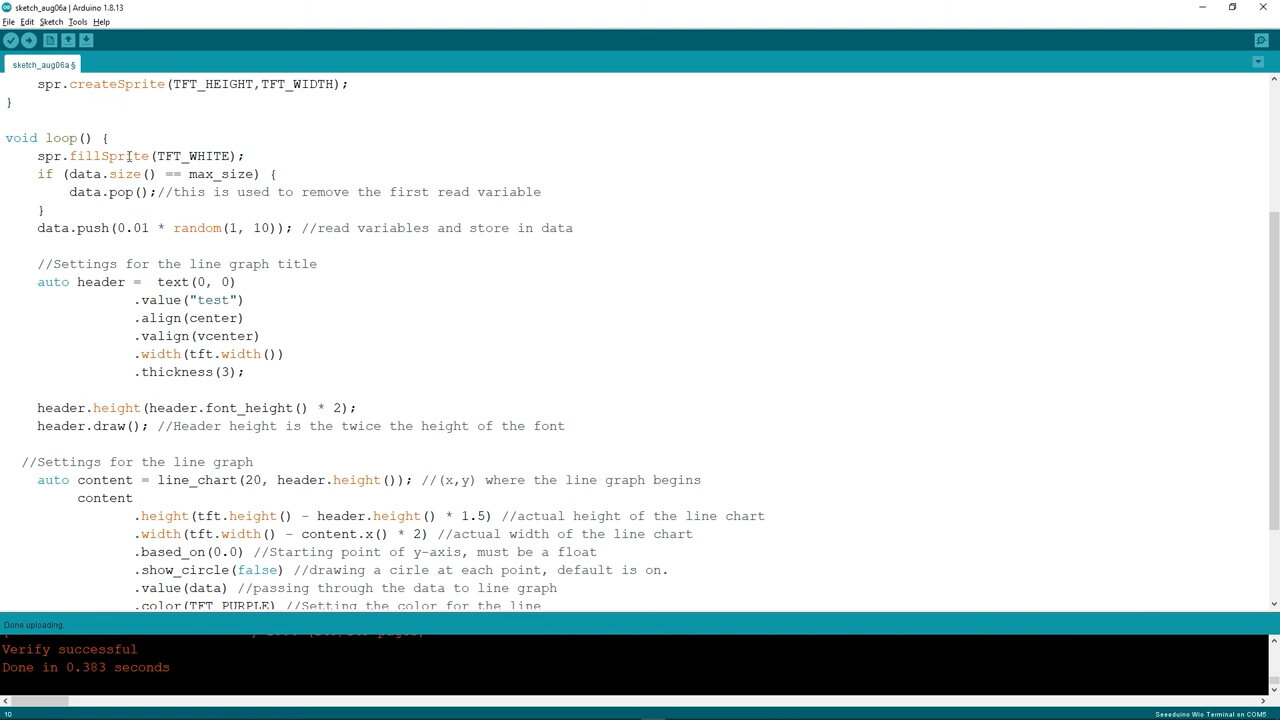 sketch_aug06a | Arduino 1.8.13
File Edit Sketch Tools Help
sketch_aug06a §
spr.createSprite(TFT_HEIGHT,TFT_WIDTH);
}
void loop() {
spr.fillSprite(TFT_WHITE);
if (data.size() == max_size) {
data.pop();//this is used to remove the first read variable
}
data.push(0.01 * random(1, 10)); //read variables and store in data
//Settings for the line graph title
auto header =  text(0, 0)
.value("test")
.align(center)
.valign(vcenter)
.width(tft.width())
.thickness(3);
header.height(header.font_height() * 2);
header.draw(); //Header height is the twice the height of the font
//Settings for the line graph
auto content = line_chart(20, header.height()); //(x,y) where the line graph begins
content
.height(tft.height() - header.height() * 1.5) //actual height of the line chart
.width(tft.width() - content.x() * 2) //actual width of the line chart
.based_on(0.0) //Starting point of y-axis, must be a float
.show_circle(false) //drawing a cirle at each point, default is on.
.value(data) //passing through the data to line graph
.color(TFT_PURPLE) //Setting the color for the line
Done uploading.
Verify successful
Done in 0.383 seconds
10
Seeeduino Wio Terminal on COM5